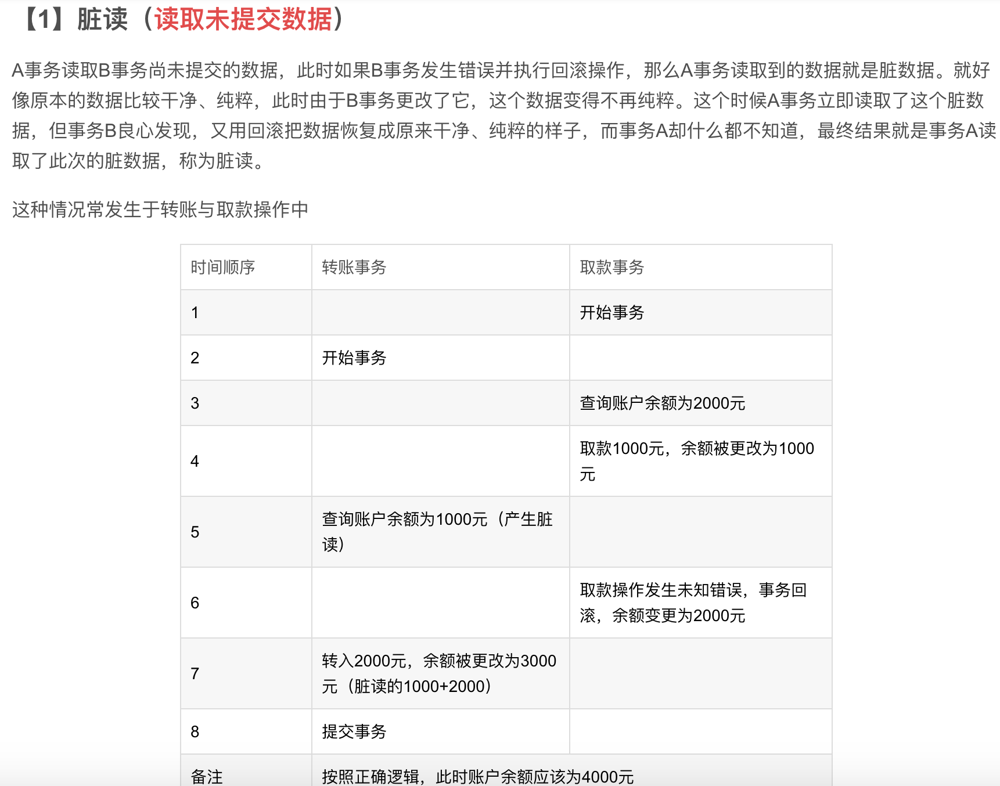 【1】脏读（读取未提交数据）
A事务读取B事务尚未提交的数据，此时如果B事务发生错误并执行回滚操作，那么A事务读取到的数据就是脏数据。就好
像原本的数据比较干净、纯粹，此时由于B事务更改了它，这个数据变得不再纯粹。这个时候A事务立即读取了这个脏数
据，但事务B良心发现，又用回滚把数据恢复成原来干净、纯粹的样子，而事务A却什么都不知道，最终结果就是事务A读
取了此次的脏数据，称为脏读。
这种情况常发生于转账与取款操作中
时间顺序 转账事务 取款事务
1 开始事务
2 开始事务
3 查询账户余额为2000元
4 取款1000元，余额被更改为1000
元
5 查询账户余额为1000元（产生脏
读）
6 取款操作发生未知错误，事务回
滚，余额变更为2000元
7 转入2000元，余额被更改为3000
元（脏读的1000+2000）
8 提交事务
备注 按照正确逻辑，此时账户余额应该为4000元